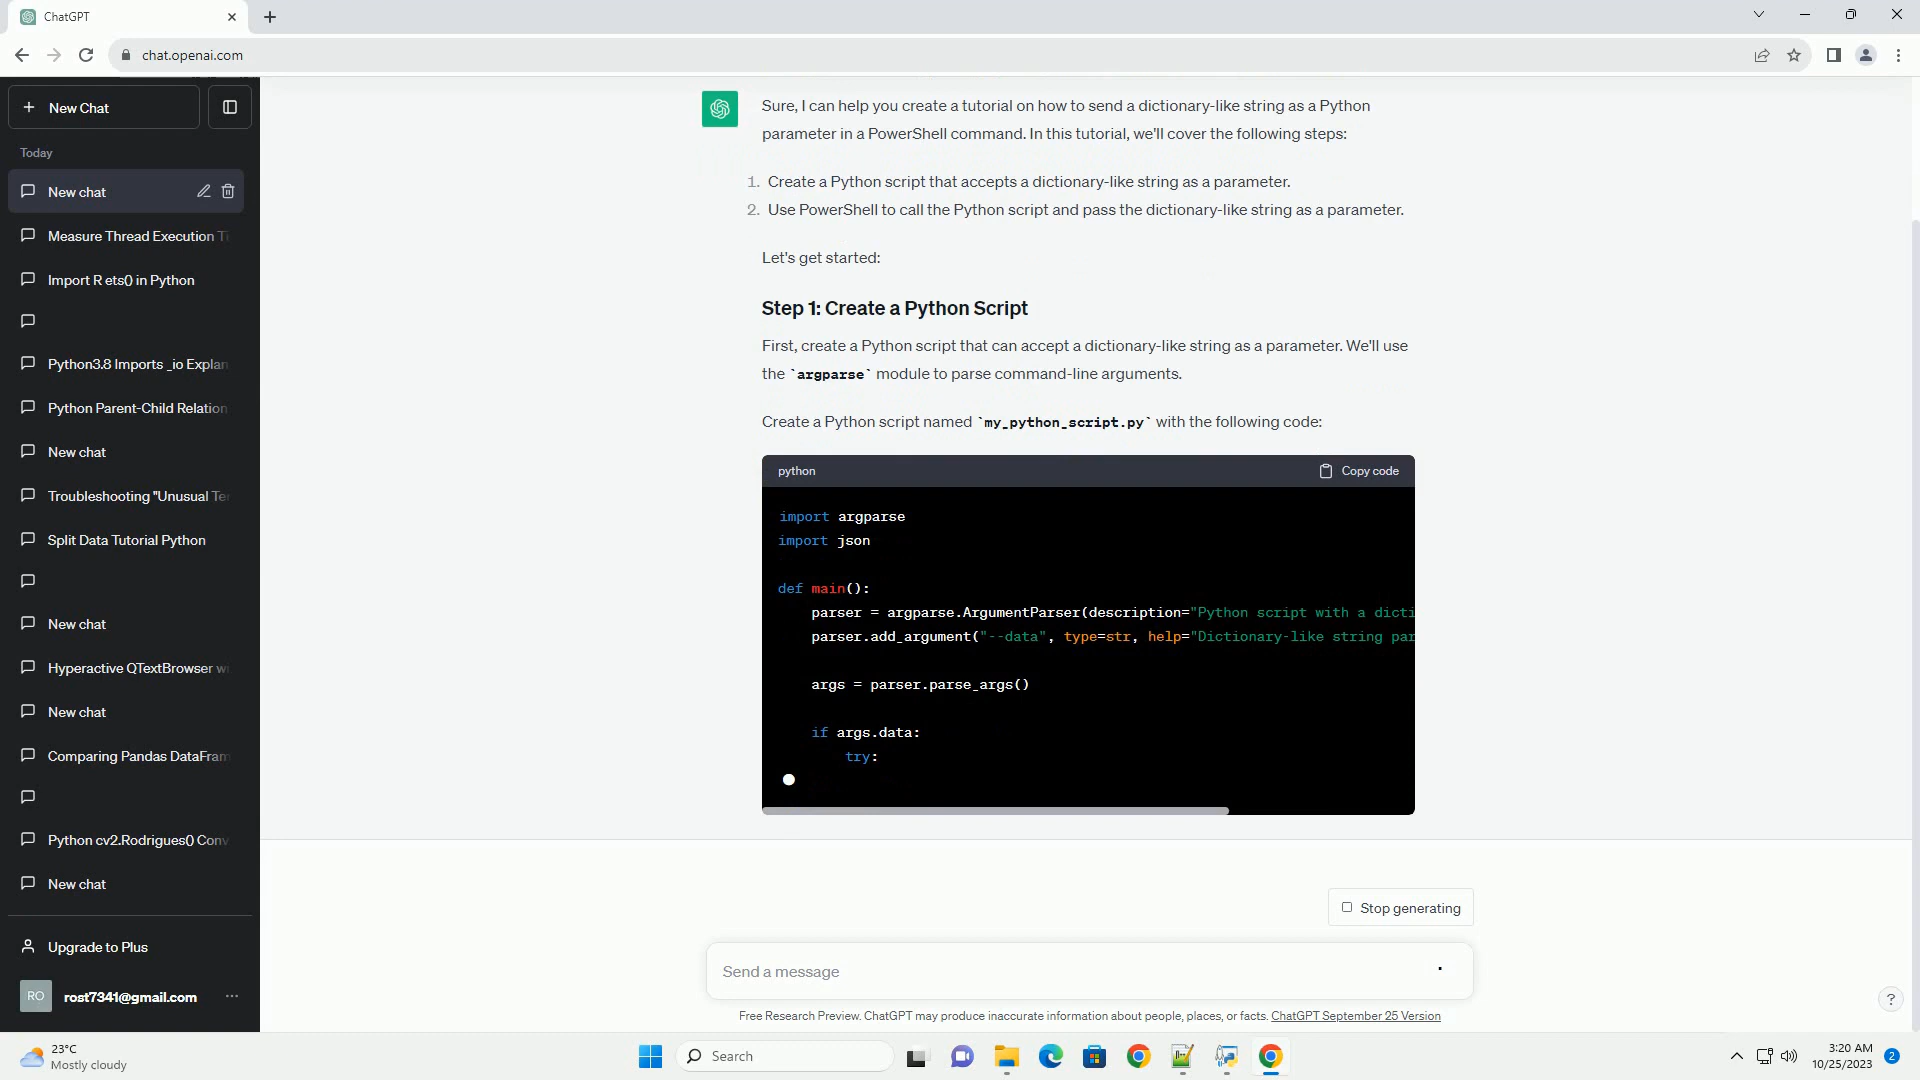 ChatGPT
chat.openai.com
New Chat
Today
New chat
Measure Thread Execution
Import R ets() in Python
Python3.8 Imports _io Explan
Python Parent-Child Relation
New chat
Troubleshooting "Unusual Te
Split Data Tutorial Python
New chat
Hyperactive QTextBrowser w
New chat
Comparing Pandas DataFram
Python cv2.Rodrigues() Conv
New chat
Upgrade to Plus
RO rost7341@gmail.com
Sure, I can help you create a tutorial on how to send a dictionary-like string as a Python
parameter in a PowerShell command. In this tutorial, we'll cover the following steps:
1. Create a Python script that accepts a dictionary-like string as a parameter.
2. Use PowerShell to call the Python script and pass the dictionary-like string as a parameter.
Let's get started:
Step 1: Create a Python Script
First, create a Python script that can accept a dictionary-like string as a parameter. We'll use
the `argparse` module to parse command-line arguments.
Create a Python script named `my_python_script.py` with the following code:
python Copy code
import argparse
import json
def main():
parser = argparse.ArgumentParser(description="Python script with a dicti
parser.add_argument("--data", type=str, help="Dictionary-like string par
args = parser.parse_args()
if args.data:
try:
Stop generating
Send a message
Free Research Preview. ChatGPT may produce inaccurate information about people, places, or facts. ChatGPT September 25 Version
?
23°C
Mostly cloudy
Search
3:20 AM
10/25/2023
2